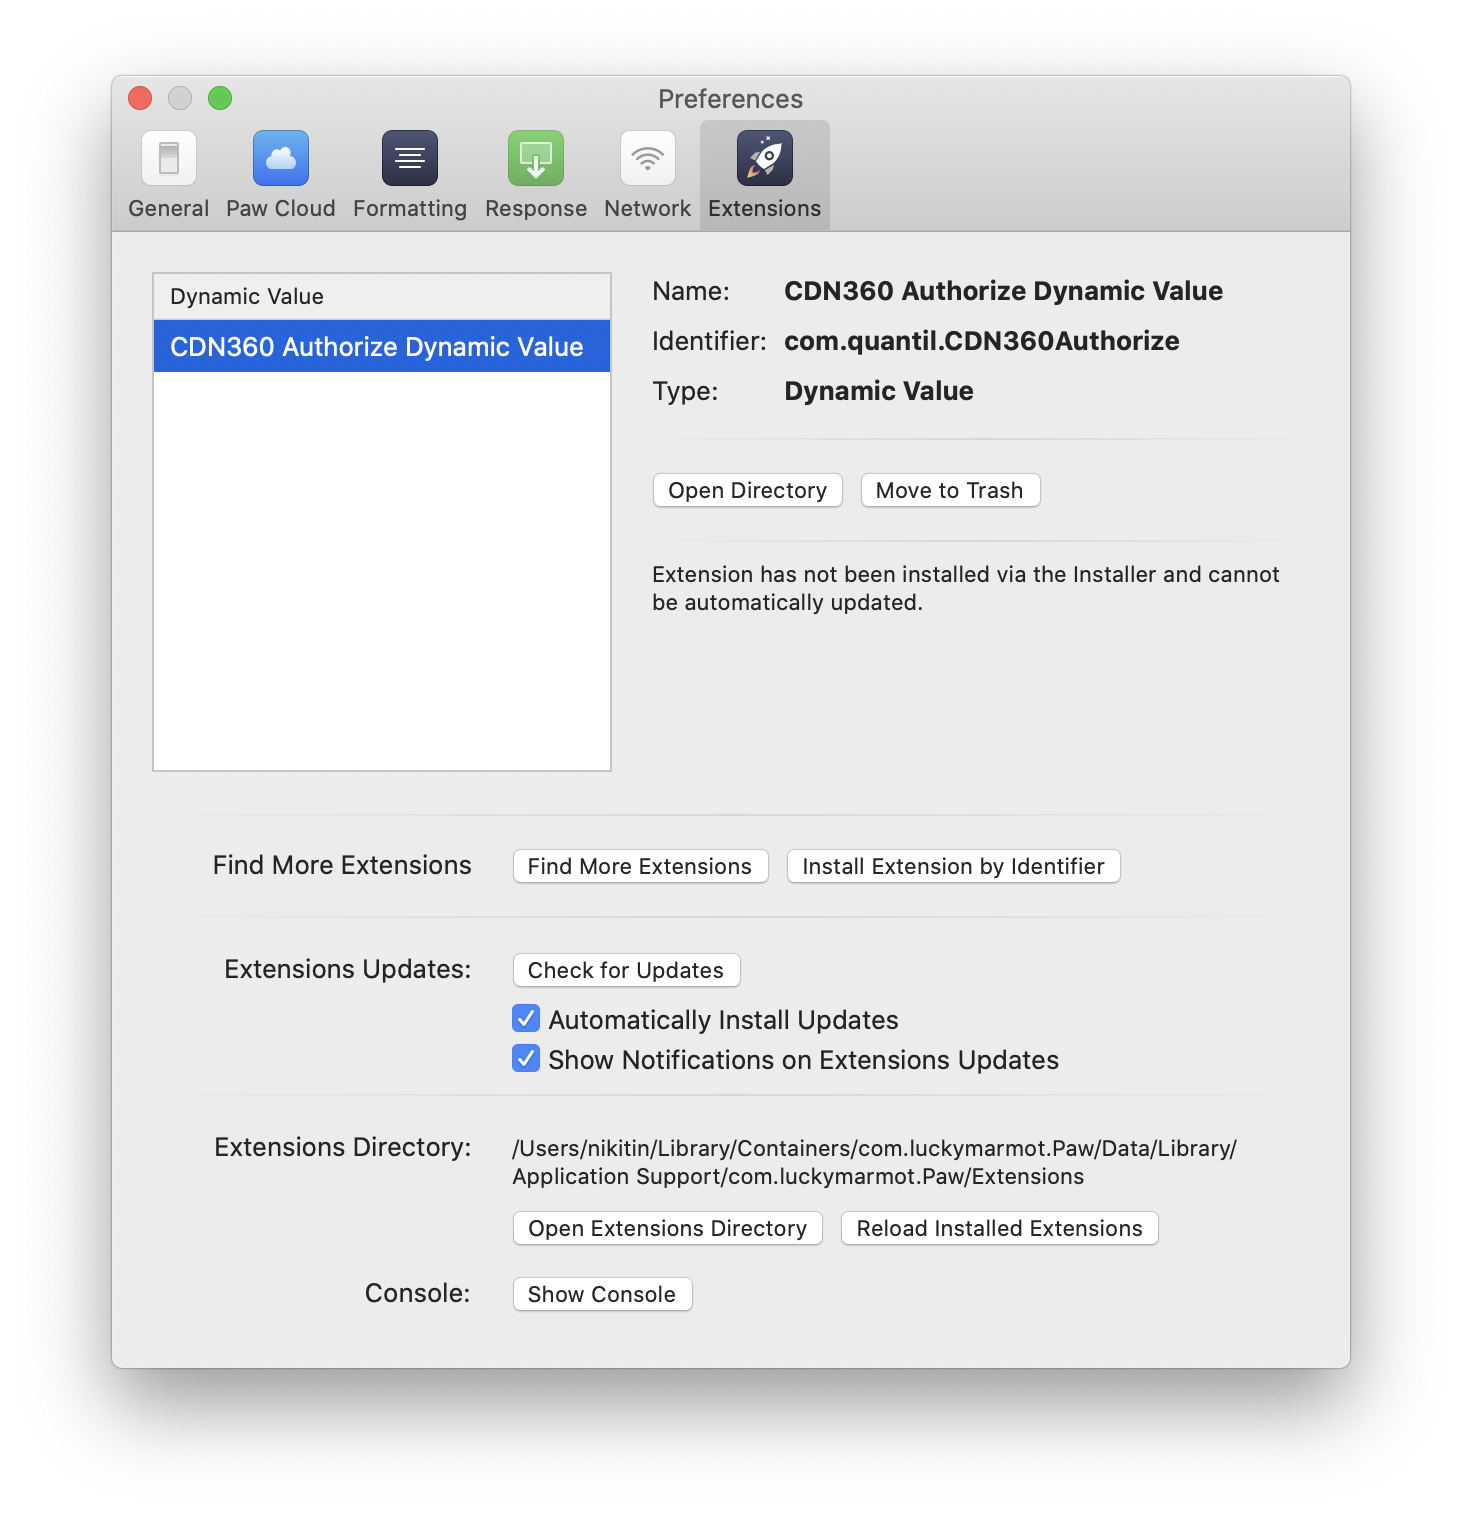 Preferences
General Paw Cloud Formatting Response Network Extensions
Dynamic Value
CDN360 Authorize Dynamic Value
Name: CDN360 Authorize Dynamic Value
Identifier: com.quantil.CDN360Authorize
Type: Dynamic Value
Open Directory Move to Trash
Extension has not been installed via the Installer and cannot
be automatically updated.
Find More Extensions Find More Extensions Install Extension by Identifier
Extensions Updates: Check for Updates
Automatically Install Updates
Show Notifications on Extensions Updates
Extensions Directory: /Users/nikitin/Library/Containers/com.luckymarmot.Paw/Data/Library/
Application Support/com.luckymarmot.Paw/Extensions
Open Extensions Directory Reload Installed Extensions
Console: Show Console